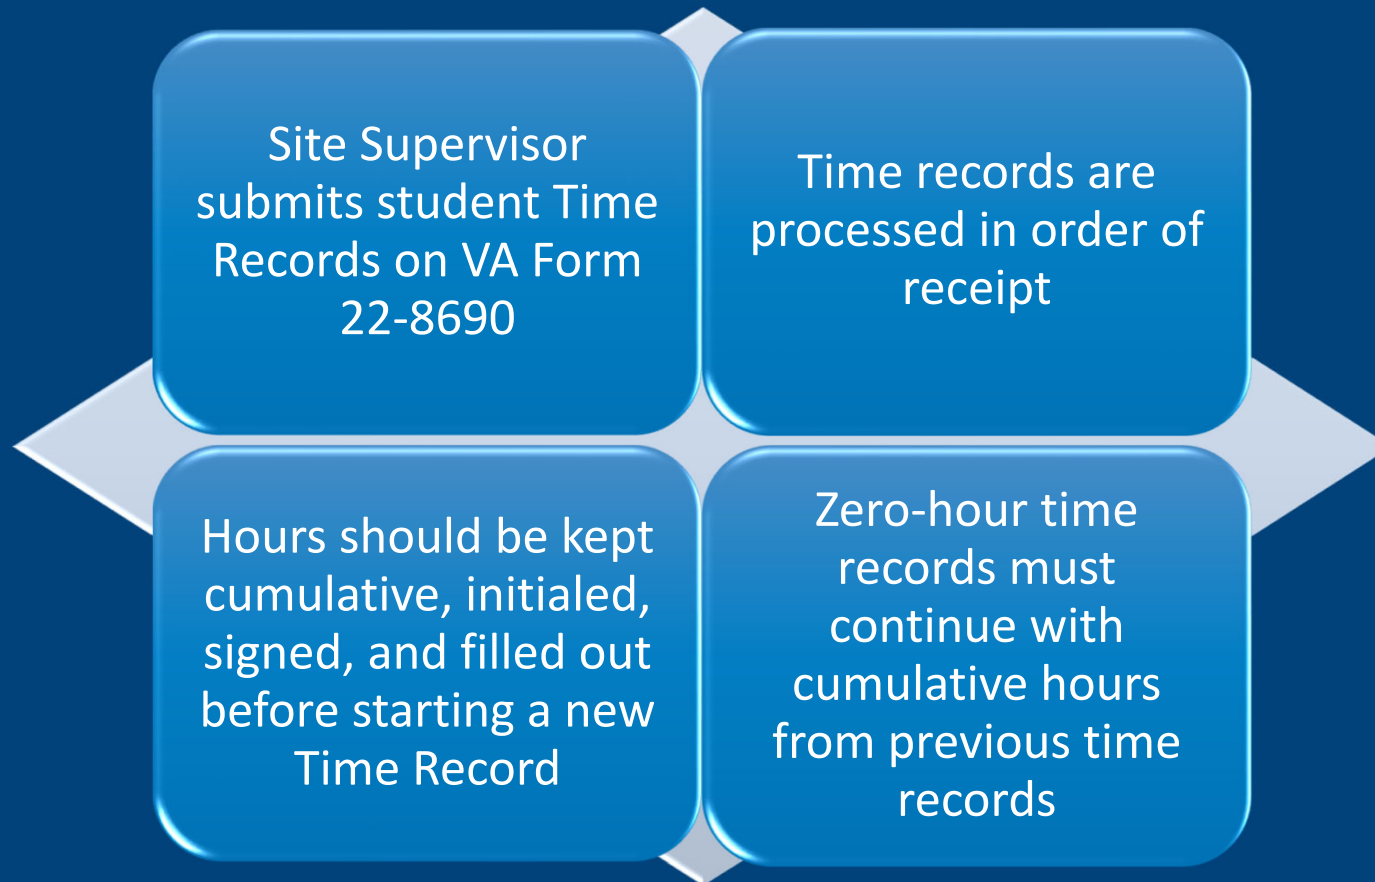 Site Supervisor
submits student Time
Records on VA Form
22-8690
Time records are
processed in order of
receipt
Hours should be kept
cumulative, initialed,
signed, and filled out
before starting a new
Time Record
Zero-hour time
records must
continue with
cumulative hours
from previous time
records